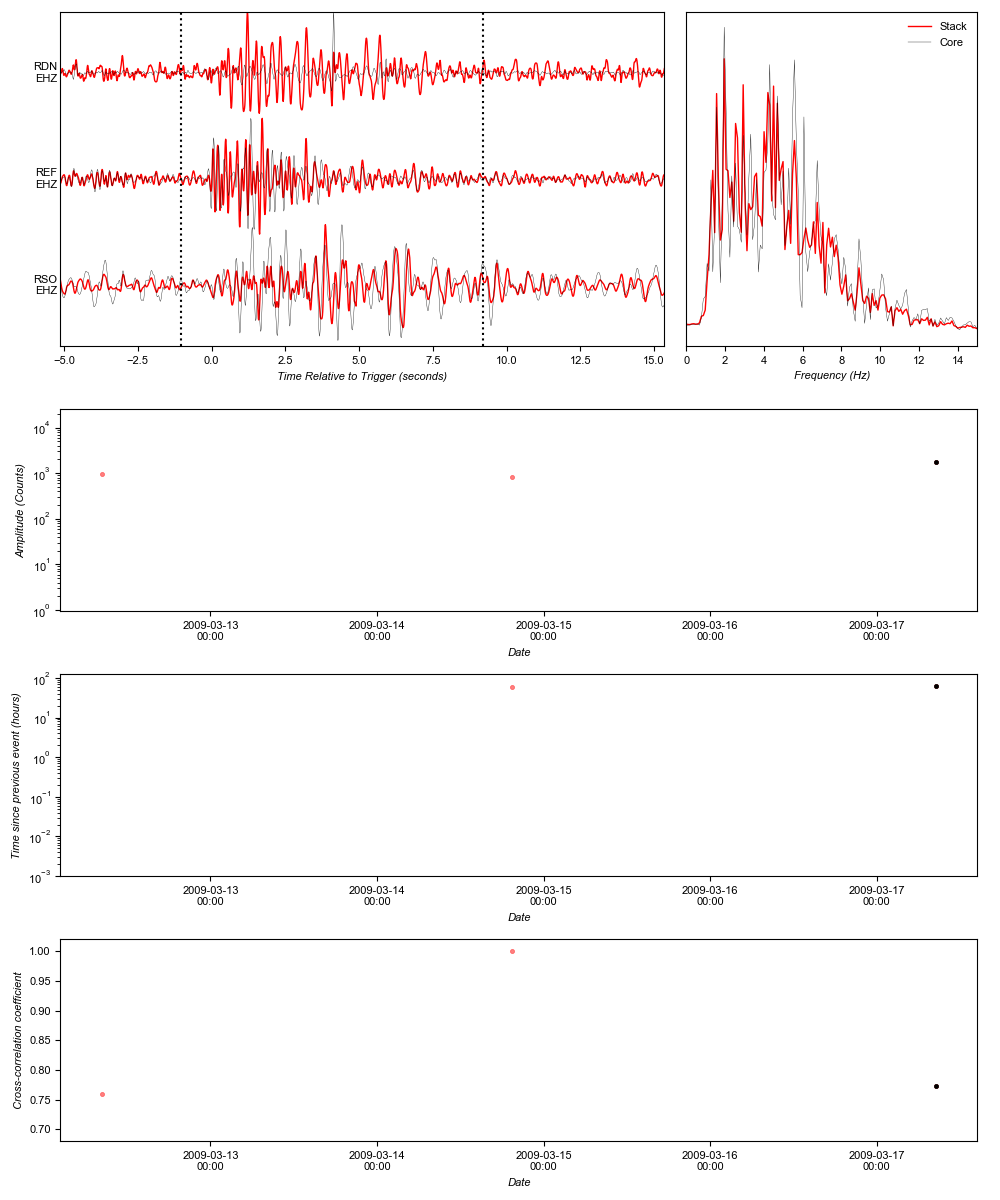 RDN
EHZ
REF
EHZ
RSO
EHZ
−5.0 −2.5 0.0 2.5 5.0 7.5 10.0 12.5 15.0
Time Relative to Trigger (seconds)
Stack
Core
0 2 4 6 8 10 12 14
Frequency (Hz)
10^4
10^3
10^2
10^1
10^0
Amplitude (Counts)
2009-03-13 2009-03-14 2009-03-15 2009-03-16 2009-03-17
00:00 00:00 00:00 00:00 00:00
Date
10^2
10^1
10^0
10^−1
10^−2
10^−3
Time since previous event (hours)
2009-03-13 2009-03-14 2009-03-15 2009-03-16 2009-03-17
00:00 00:00 00:00 00:00 00:00
Date
1.00
0.95
0.90
0.85
0.80
0.75
0.70
Cross-correlation coefficient
2009-03-13 2009-03-14 2009-03-15 2009-03-16 2009-03-17
00:00 00:00 00:00 00:00 00:00
Date